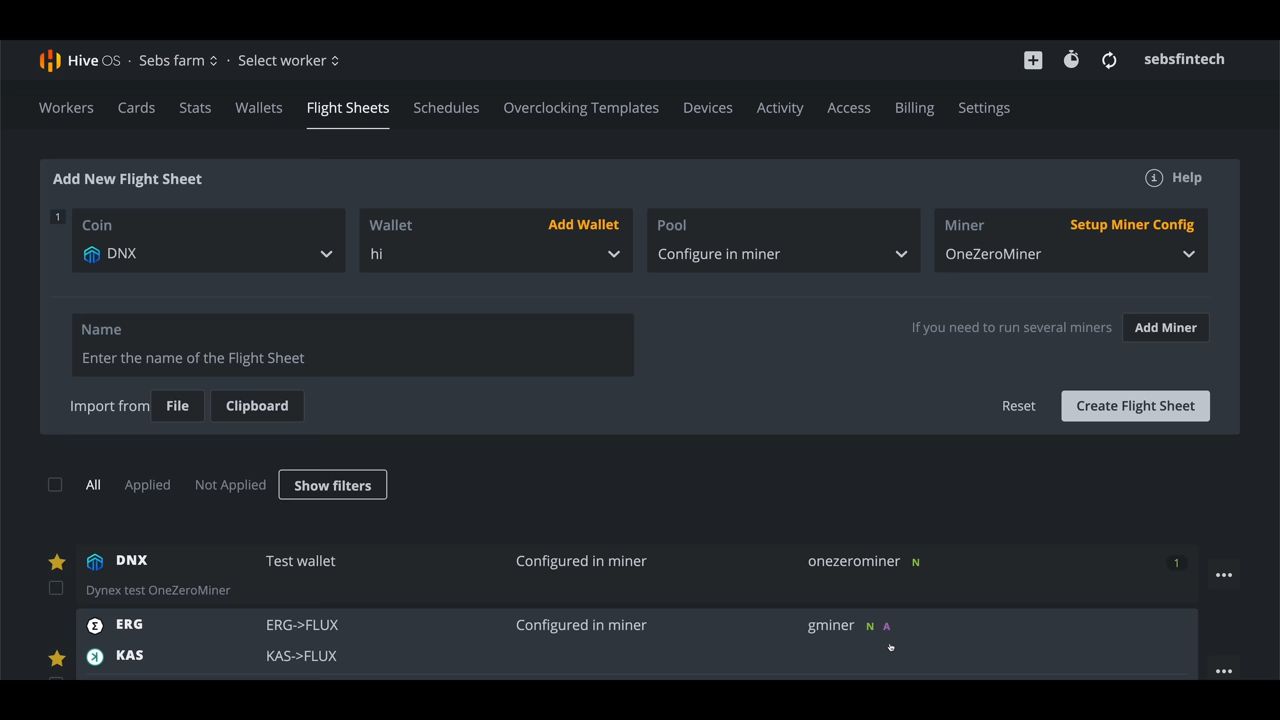 Hive OS · Sebs farm · Select worker sebsfintech
Workers Cards Stats Wallets Flight Sheets Schedules Overclocking Templates Devices Activity Access Billing Settings
Add New Flight Sheet Help
1 Coin Wallet Add Wallet Pool Miner Setup Miner Config
DNX hi Configure in miner OneZeroMiner
Name
Enter the name of the Flight Sheet
If you need to run several miners Add Miner
Import from File Clipboard Reset Create Flight Sheet
All Applied Not Applied Show filters
DNX Test wallet Configured in miner onezerominer N 1
Dynex test OneZeroMiner
ERG ERG->FLUX Configured in miner gminer N A
KAS KAS->FLUX